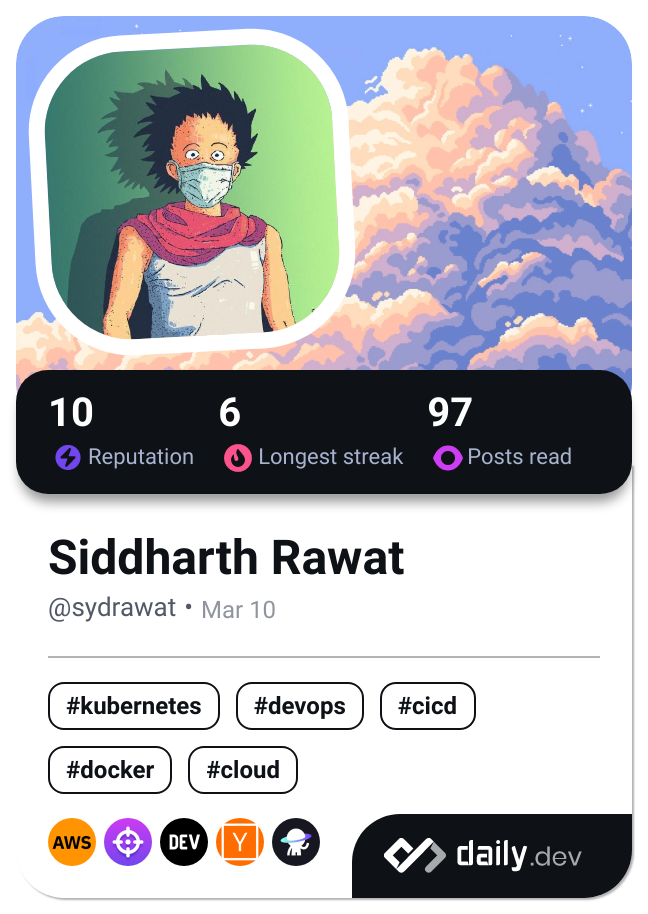 10 6 97
Reputation Longest streak Posts read
Siddharth Rawat
@sydrawat • Mar 10
#kubernetes #devops #cicd
#docker #cloud
AWS DEV Y daily.dev